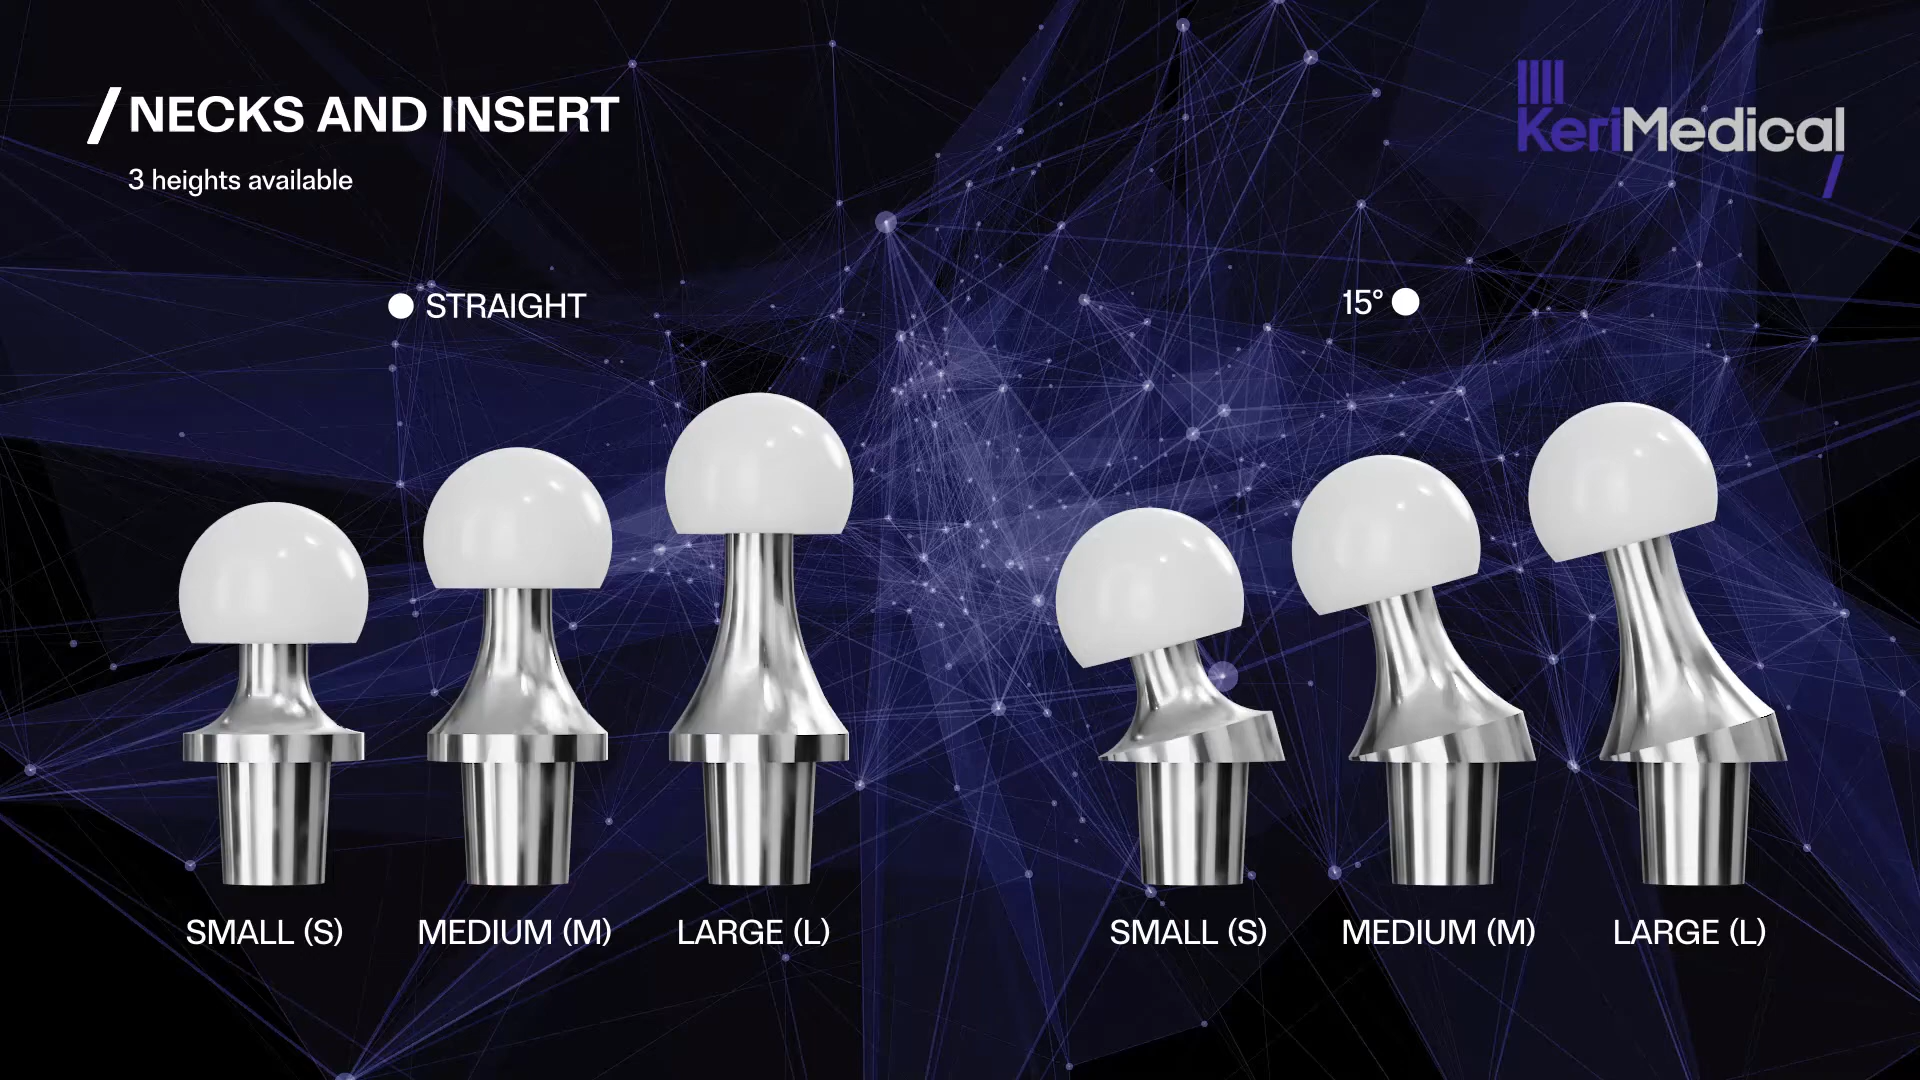 /NECKS AND INSERT
3 heights available
KeriMedical
STRAIGHT
15°
SMALL (S)
MEDIUM (M)
LARGE (L)
SMALL (S)
MEDIUM (M)
LARGE (L)